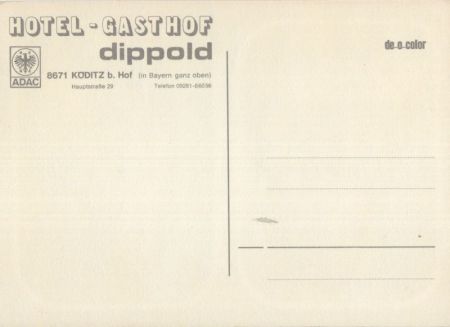 HOTEL-GASTHOF
dippold
ADAC
8671 KÖDITZ b. Hof (in Bayern ganz oben)
Hauptstraße 29 Telefon 09281-66036
de-o-color